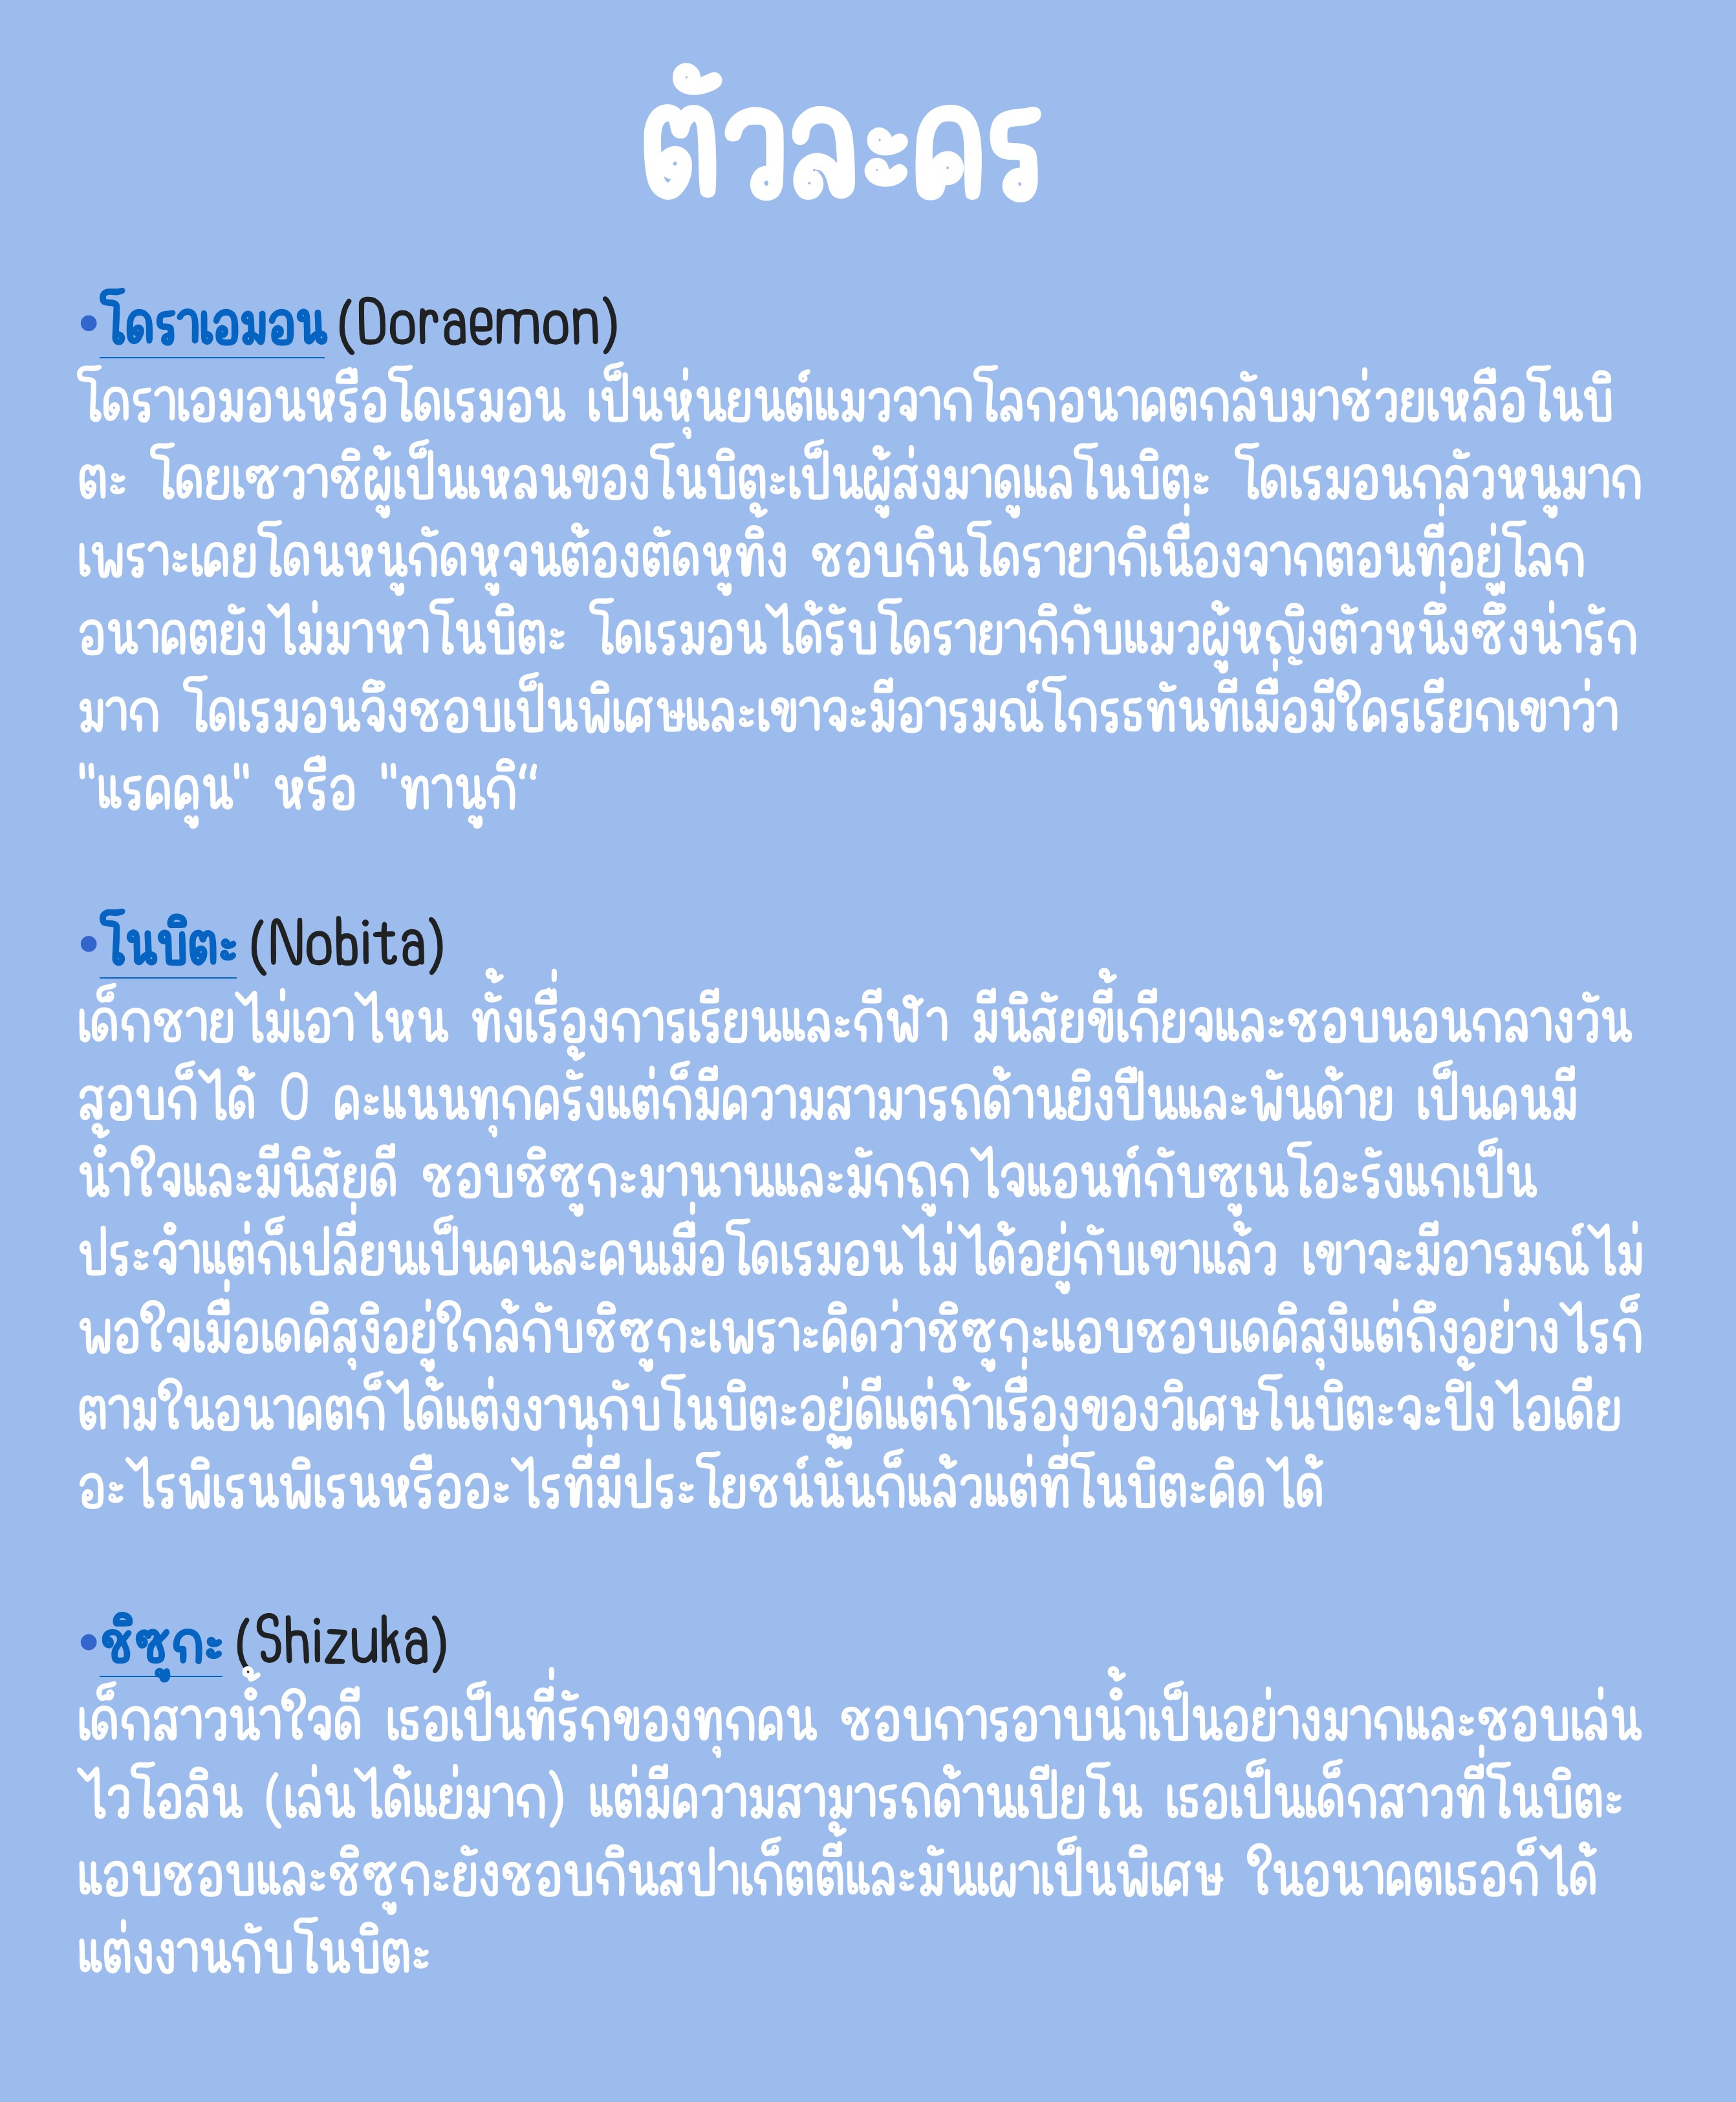 ตัวละคร
•โดราเอมอน (Doraemon)
โดราเอมอนหรือโดเรมอน เป็นหุ่นยนต์แมวจากโลกอนาคตกลับมาช่วยเหลือโนบิ
ตะ โดยเซวาชิผู้เป็นเหลนของโนบิตะเป็นผู้ส่งมาดูแลโนบิตะ โดเรมอนกลัวหนูมาก
เพราะเคยโดนหนูกัดหูจนต้องตัดหูทิ้ง ชอบกินโดรายากิเนื่องจากตอนที่อยู่โลก
อนาคตยังไม่มาหาโนบิตะ โดเรมอนได้รับโดรายากิกับแมวผู้หญิงตัวหนึ่งซึ้งน่ารัก
มาก โดเรมอนจึงชอบเป็นพิเศษและเขาจะมีอารมณ์โกรธทันที่เมื่อมีใครเรียกเขาว่า
"แรคคูน" หรือ "ทานูกิ“
•โนบิตะ (Nobita)
เด็กชายไม่เอาไหน ทั้งเรื่องการเรียนและกีฬา มีนิสัยขี้เกียจและชอบนอนกลางวัน
สอบก็ได้ 0 คะแนนทุกครั้งแต่ก็มีความสามารถด้านยิงปืนและพันด้าย เป็นคนมี
น้ำใจและมีนิสัยดี ชอบชิซูกะมานานและมักถูกไจแอนท์กับซูเนโอะรังแกเป็น
ประจำแต่ก็เปลี่ยนเป็นคนละคนเมื่อโดเรมอนไม่ได้อยู่กับเขาแล้ว เขาจะมีอารมณ์ไม่
พอใจเมื่อเดคิสุงิอยู่ใกล้กับชิซูกะเพราะคิดว่าชิซูกะแอบชอบเดคิสุงิแต่ถึงอย่างไรก็
ตามในอนาคตก็ได้แต่งงานกับโนบิตะอยู่ดีแต่ถ้าเรื่องของวิเศษโนบิตะจะปิ้งไอเดีย
อะไรพิเรนพิเรนหรืออะไรที่มีประโยชน์นั้นก็แล้วแต่ที่โนบิตะคิดได้
•ชิซูกะ (Shizuka)
เด็กสาวน้ำใจดี เธอเป็นที่รักของทุกคน ชอบการอาบน้ำเป็นอย่างมากและชอบเล่น
ไวโอลิน (เล่นได้แย่มาก) แต่มีความสามารถด้านเปียโน เธอเป็นเด็กสาวที่โนบิตะ
แอบชอบและชิซูกะยังชอบกินสปาเก็ตตี้และมันเผาเป็นพิเศษ ในอนาคตเธอก็ได้
แต่งงานกับโนบิตะ